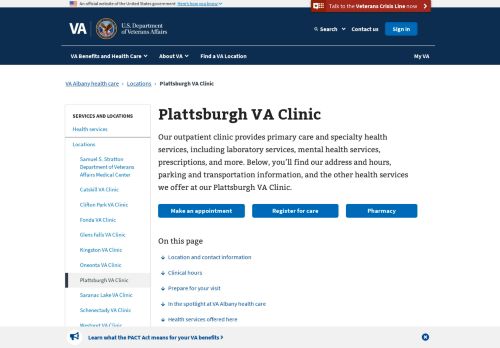 An official website of the United States government Here's how you know
Talk to the Veterans Crisis Line now
VA
U.S. Department
of Veterans Affairs
Search
Contact us
Sign in
VA Benefits and Health Care
About VA
Find a VA Location
My VA
VA Albany health care › Locations › Plattsburgh VA Clinic
SERVICES AND LOCATIONS
Health services
Locations
Samuel S. Stratton
Department of Veterans
Affairs Medical Center
Catskill VA Clinic
Clifton Park VA Clinic
Fonda VA Clinic
Glens Falls VA Clinic
Kingston VA Clinic
Oneonta VA Clinic
Plattsburgh VA Clinic
Saranac Lake VA Clinic
Schenectady VA Clinic
Westport VA Clinic
Plattsburgh VA Clinic
Our outpatient clinic provides primary care and specialty health
services, including laboratory services, mental health services,
prescriptions, and more. Below, you'll find our address and hours,
parking and transportation information, and the other health services
we offer at our Plattsburgh VA Clinic.
Make an appointment
Register for care
Pharmacy
On this page
Location and contact information
Clinical hours
Prepare for your visit
In the spotlight at VA Albany health care
Health services offered here
Learn what the PACT Act means for your VA benefits